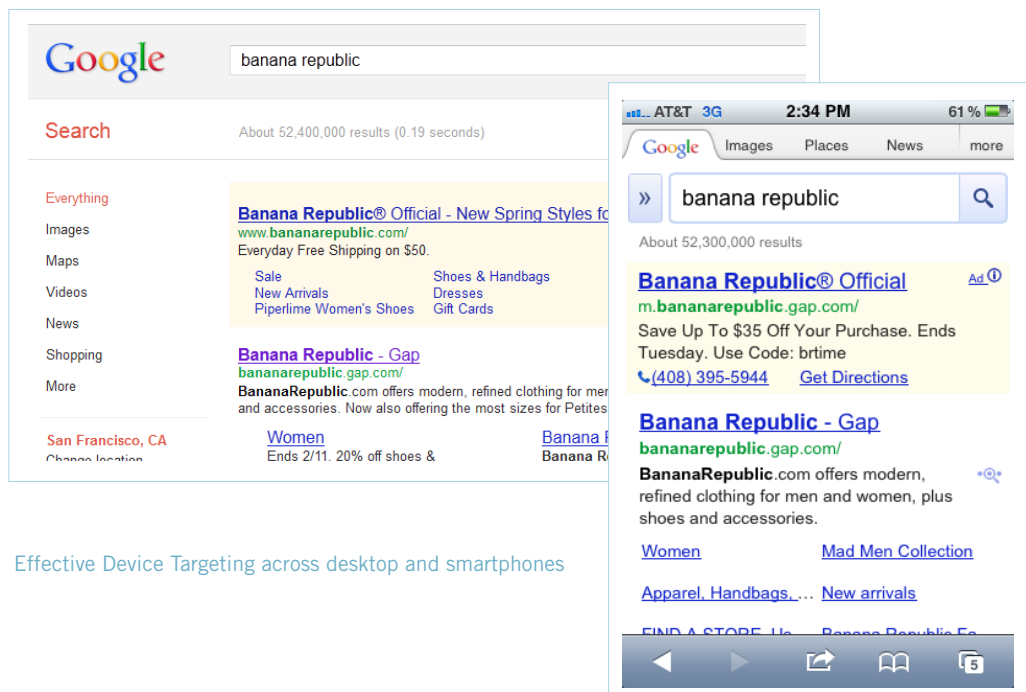 Google
banana republic
Search
About 52,400,000 results (0.19 seconds)
Everything
Images
Maps
Videos
News
Shopping
More
San Francisco, CA
Change location
Banana Republic® Official - New Spring Styles fo
www.bananarepublic.com/
Everyday Free Shipping on $50.
Sale Shoes & Handbags
New Arrivals Dresses
Piperlime Women's Shoes Gift Cards
Banana Republic - Gap
bananarepublic.gap.com/
BananaRepublic.com offers modern, refined clothing for men
and accessories. Now also offering the most sizes for Petites
Women Banana
Ends 2/11. 20% off shoes & Banana
AT&T 3G 2:34 PM 61%
Google Images Places News more
» banana republic
About 52,300,000 results
Banana Republic® Official Ad
m.bananarepublic.gap.com/
Save Up To $35 Off Your Purchase. Ends
Tuesday. Use Code: brtime
(408) 395-5944 Get Directions
Banana Republic - Gap
bananarepublic.gap.com/
BananaRepublic.com offers modern,
refined clothing for men and women, plus
shoes and accessories.
Women Mad Men Collection
Apparel, Handbags, ... New arrivals
FIND A STORE, Banana Republic
5
Effective Device Targeting across desktop and smartphones